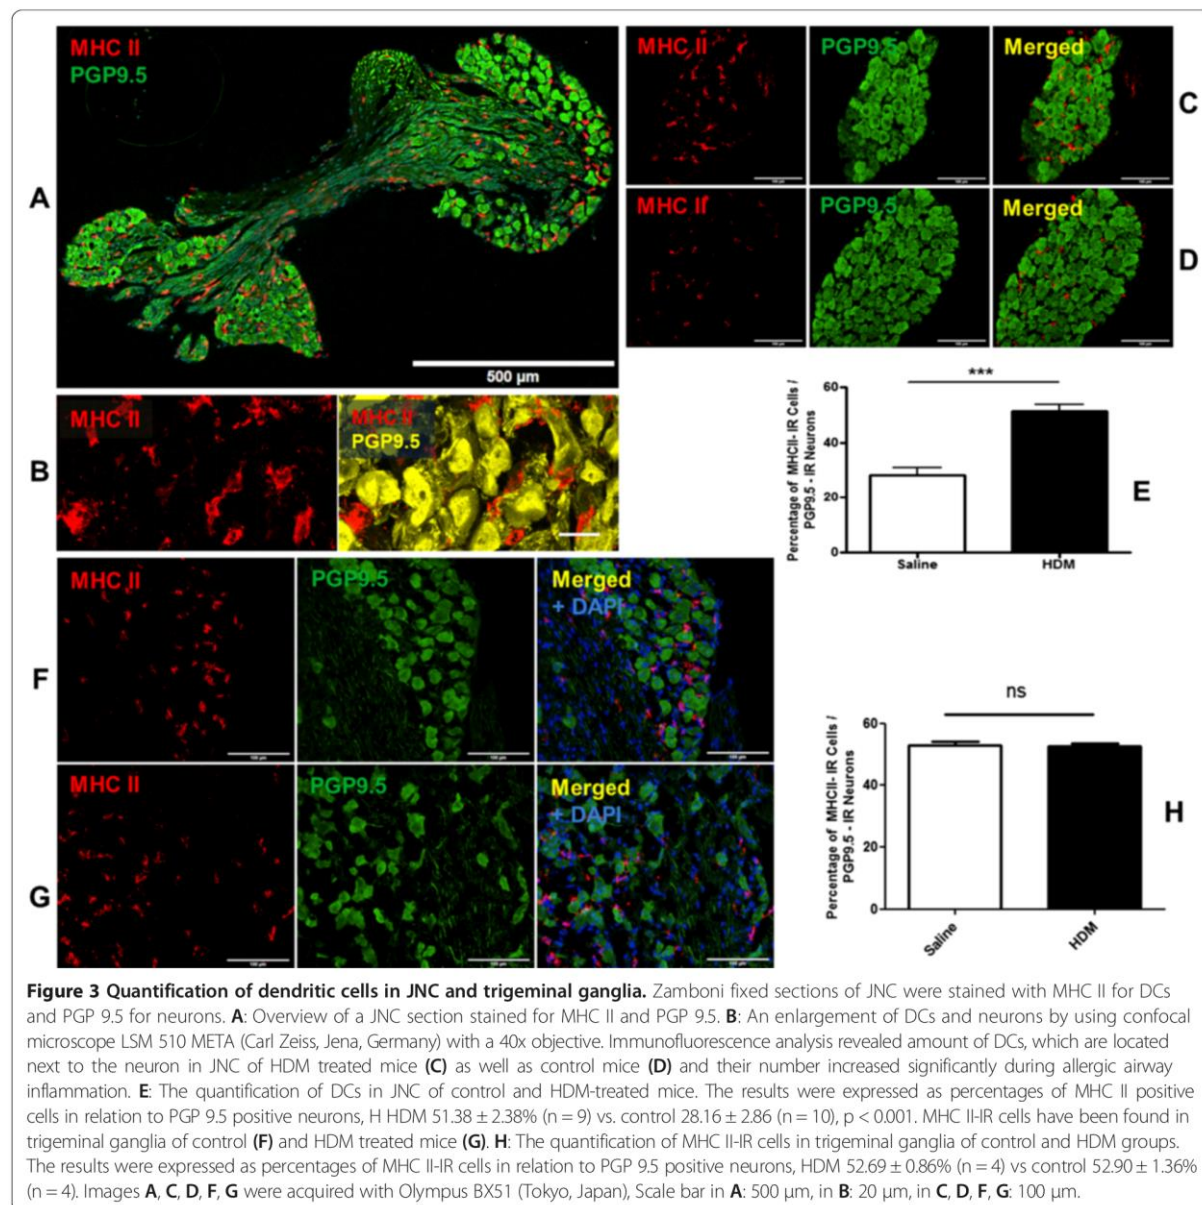 MHC II
PGP9.5
A
500 µm
MHC II
PGP9.5
Merged
C
MHC II
PGP9.5
Merged
D
B
MHC II
MHC II
PGP9.5
***
60
40
20
0
Percentage of MHCII- IR Cells /
PGP9.5 - IR Neurons
Saline
HDM
E
F
MHC II
PGP9.5
Merged
+ DAPI
G
MHC II
PGP9.5
Merged
+ DAPI
ns
60
40
20
0
Percentage of MHCII- IR Cells /
PGP9.5 - IR Neurons
Saline
HDM
H
Figure 3 Quantification of dendritic cells in JNC and trigeminal ganglia. Zamboni fixed sections of JNC were stained with MHC II for DCs
and PGP 9.5 for neurons. A: Overview of a JNC section stained for MHC II and PGP 9.5. B: An enlargement of DCs and neurons by using confocal
microscope LSM 510 META (Carl Zeiss, Jena, Germany) with a 40x objective. Immunofluorescence analysis revealed amount of DCs, which are located
next to the neuron in JNC of HDM treated mice (C) as well as control mice (D) and their number increased significantly during allergic airway
inflammation. E: The quantification of DCs in JNC of control and HDM-treated mice. The results were expressed as percentages of MHC II positive
cells in relation to PGP 9.5 positive neurons, H HDM 51.38 ± 2.38% (n = 9) vs. control 28.16 ± 2.86 (n = 10), p < 0.001. MHC II-IR cells have been found in
trigeminal ganglia of control (F) and HDM treated mice (G). H: The quantification of MHC II-IR cells in trigeminal ganglia of control and HDM groups.
The results were expressed as percentages of MHC II-IR cells in relation to PGP 9.5 positive neurons, HDM 52.69 ± 0.86% (n = 4) vs control 52.90 ± 1.36%
(n = 4). Images A, C, D, F, G were acquired with Olympus BX51 (Tokyo, Japan), Scale bar in A: 500 µm, in B: 20 µm, in C, D, F, G: 100 µm.